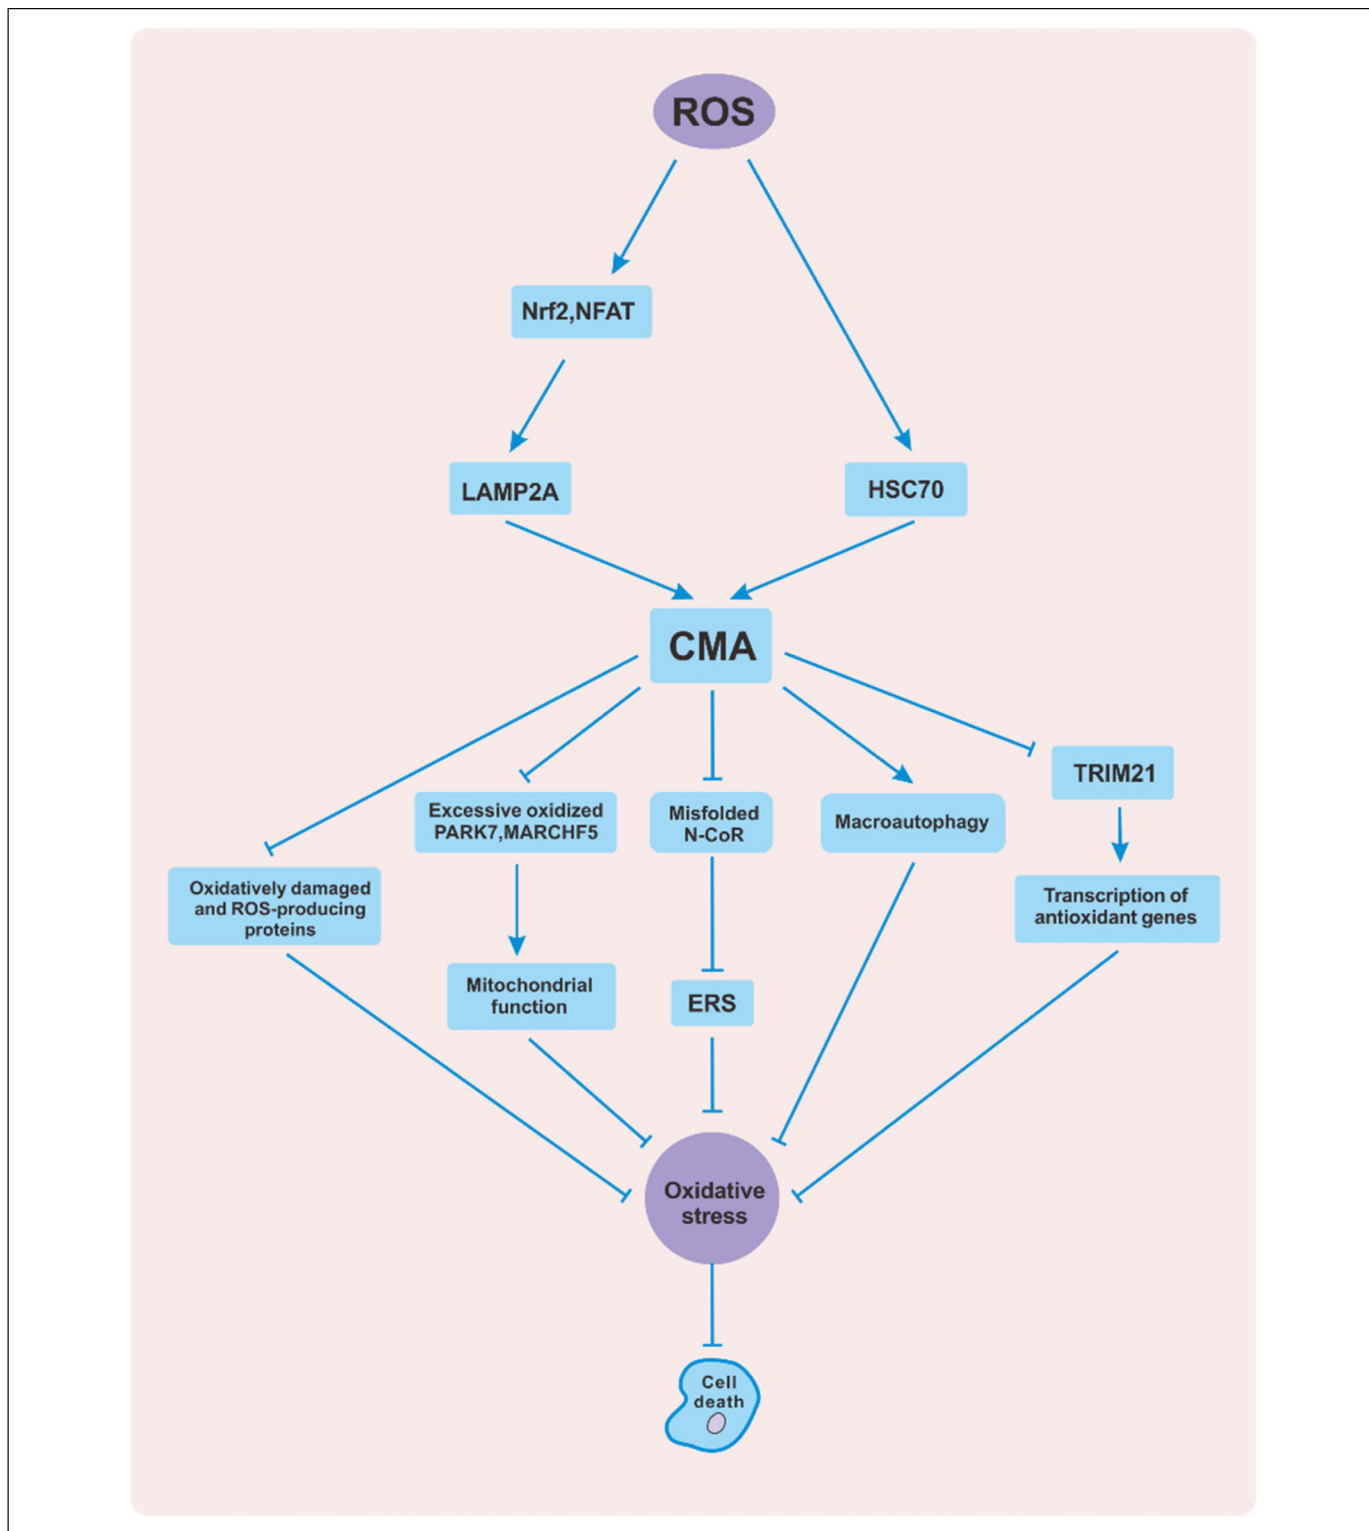 ROS
Nrf2,NFAT
LAMP2A
HSC70
CMA
TRIM21
Excessive oxidized
PARK7,MARCHF5
Misfolded
N-CoR
Macroautophagy
Oxidatively damaged
and ROS-producing
proteins
Transcription of
antioxidant genes
Mitochondrial
function
ERS
Oxidative
stress
Cell
death